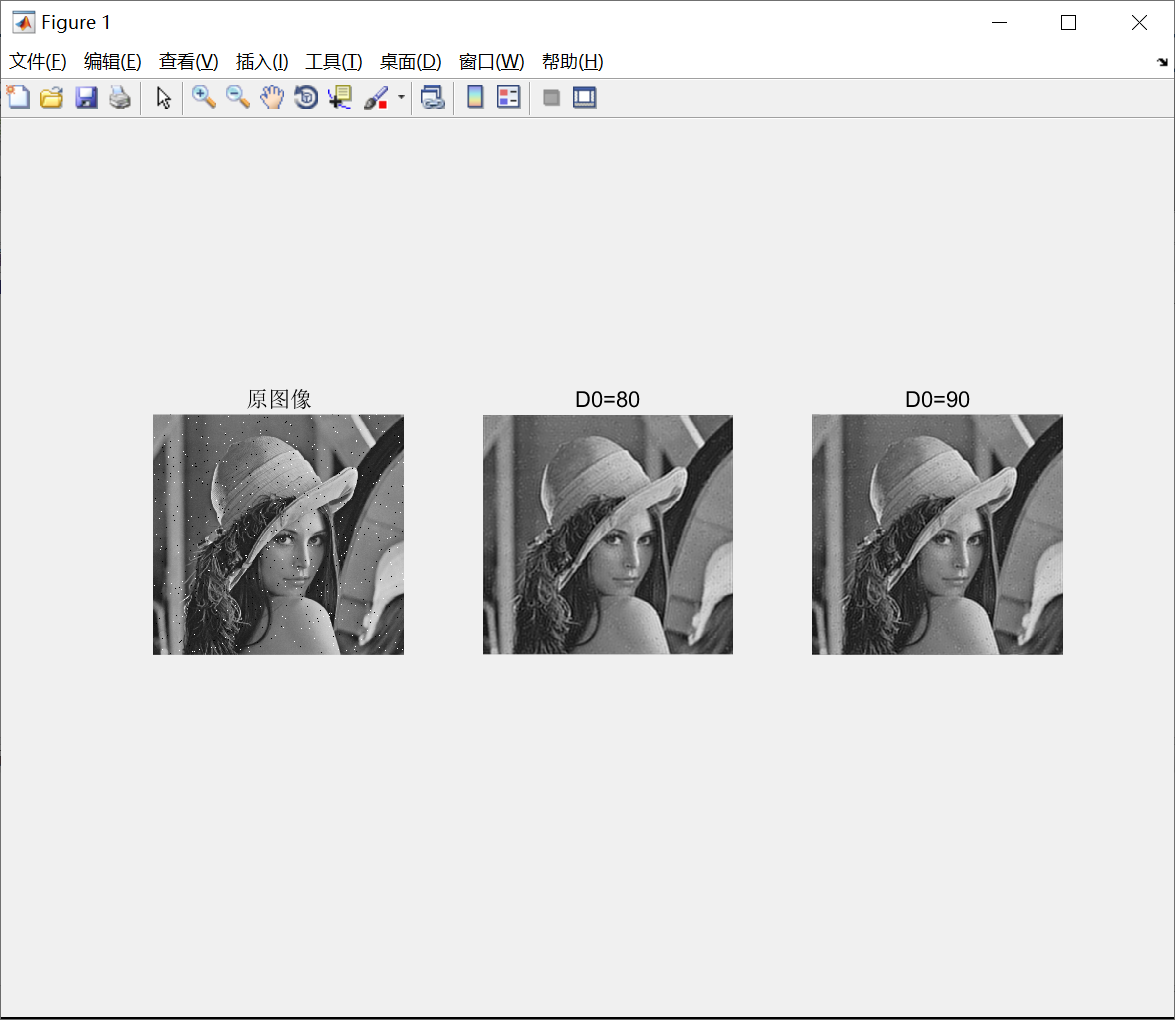 Figure 1
文件(F) 编辑(E) 查看(V) 插入(I) 工具(T) 桌面(D) 窗口(W) 帮助(H)
原图像 D0=80 D0=90